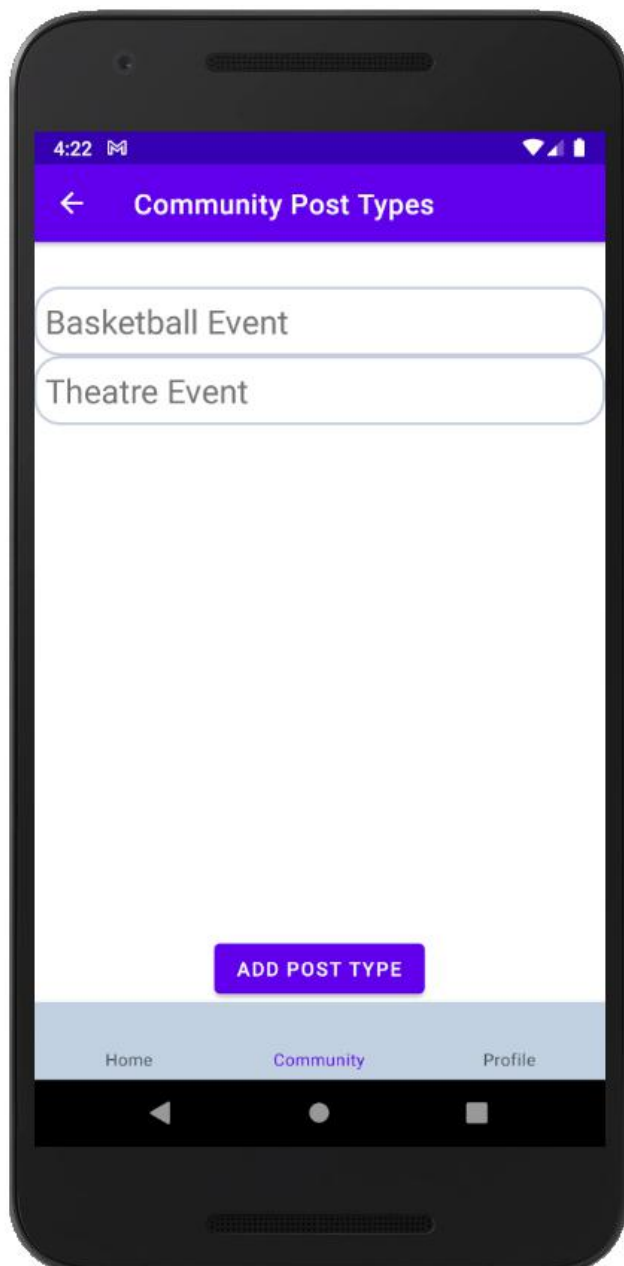 4:22
Community Post Types
Basketball Event
Theatre Event
ADD POST TYPE
Home Community Profile